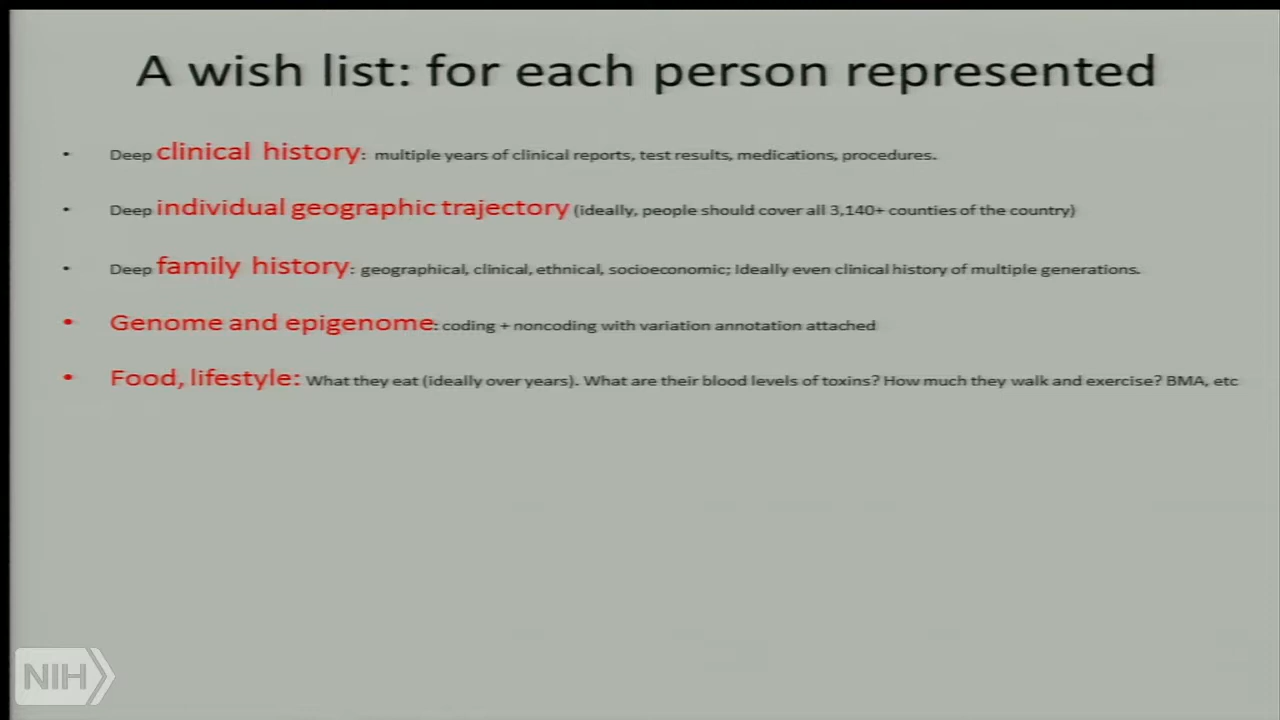 A wish list: for each person represented
• Deep clinical history: multiple years of clinical reports, test results, medications, procedures.
• Deep individual geographic trajectory (ideally, people should cover all 3,140+ counties of the country)
• Deep family history: geographical, clinical, ethnical, socioeconomic; Ideally even clinical history of multiple generations.
• Genome and epigenome: coding + noncoding with variation annotation attached
• Food, lifestyle: What they eat (ideally over years). What are their blood levels of toxins? How much they walk and exercise? BMA, etc
NIH